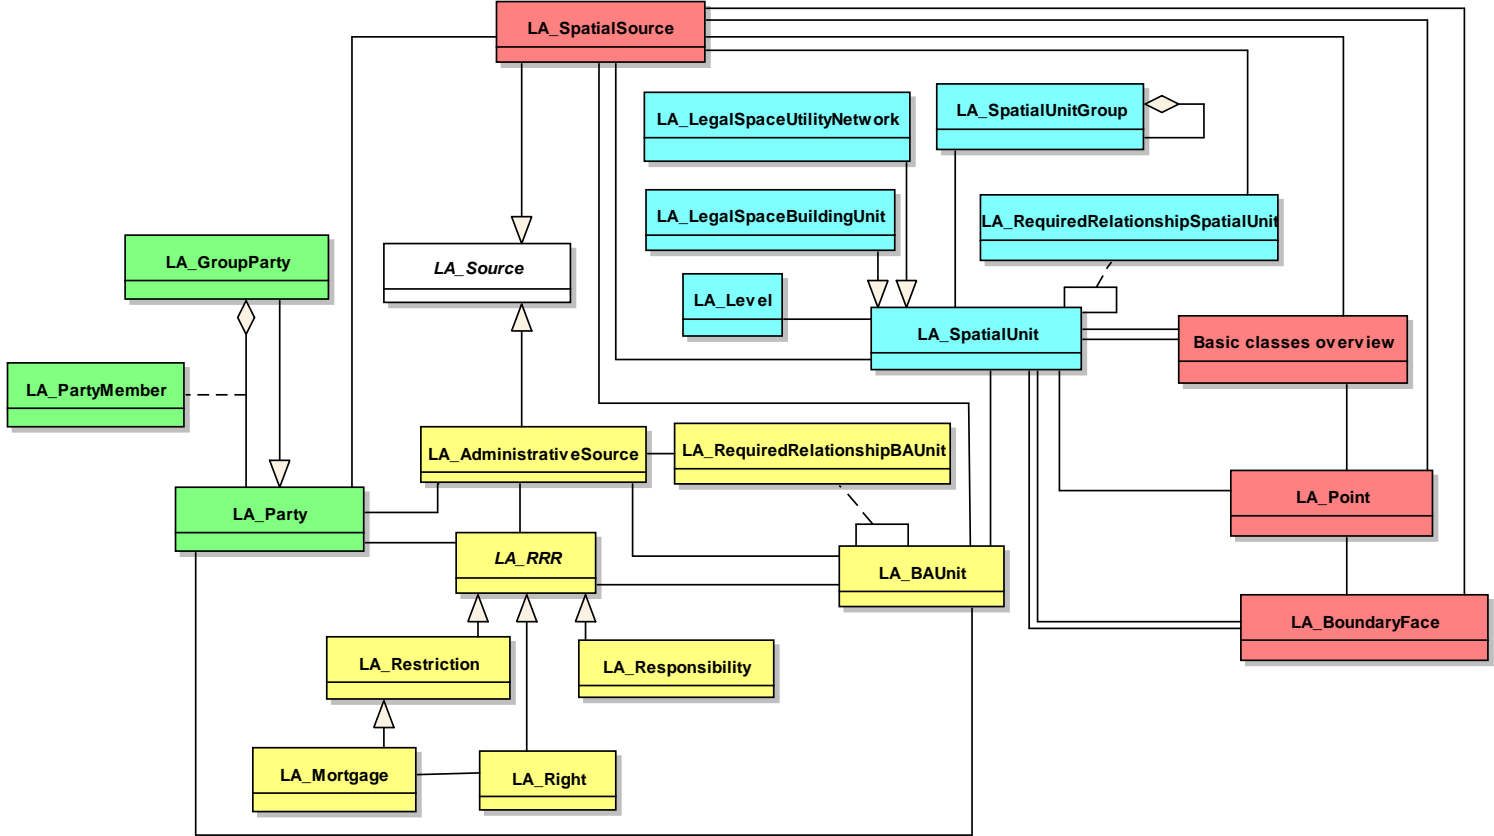 LA_SpatialSource
LA_LegalSpaceUtilityNetwork
LA_SpatialUnitGroup
LA_LegalSpaceBuildingUnit
LA_RequiredRelationshipSpatialUnit
LA_GroupParty
LA_Source
LA_Level
LA_SpatialUnit
Basic classes overview
LA_PartyMember
LA_AdministrativeSource
LA_RequiredRelationshipBAUnit
LA_Point
LA_Party
LA_RRR
LA_BAUnit
LA_BoundaryFace
LA_Restriction
LA_Responsibility
LA_Mortgage
LA_Right